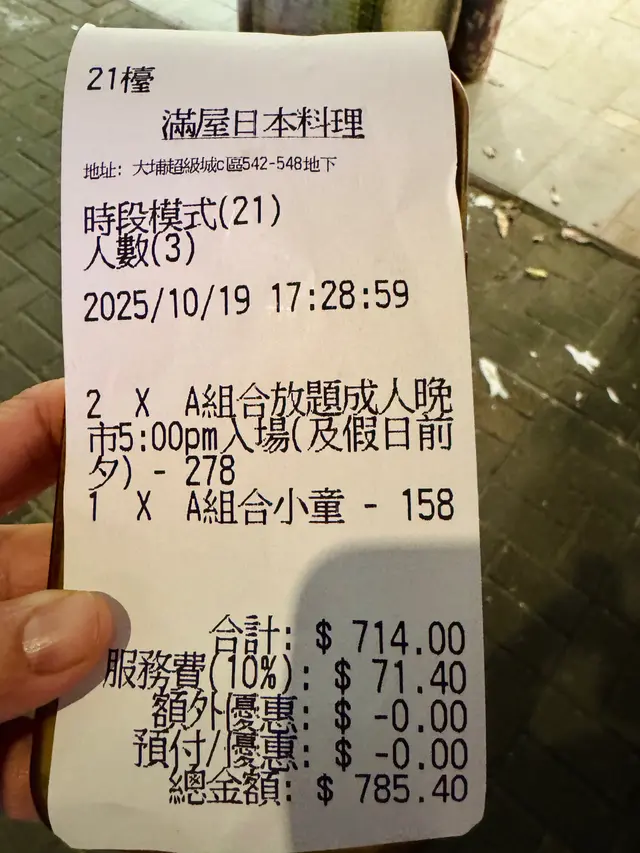 21檯
滿屋日本料理
地址: 大埔超級城c區542-548地下
時段模式(21)
人數(3)
2025/10/19 17:28:59
2 X A組合放題成人晚
市5:00pm入場(及假日前
夕) - 278
1 X A組合小童 - 158
合計: $ 714.00
服務費(10%): $ 71.40
額外優惠: $ -0.00
預付/優惠: $ -0.00
總金額: $ 785.40